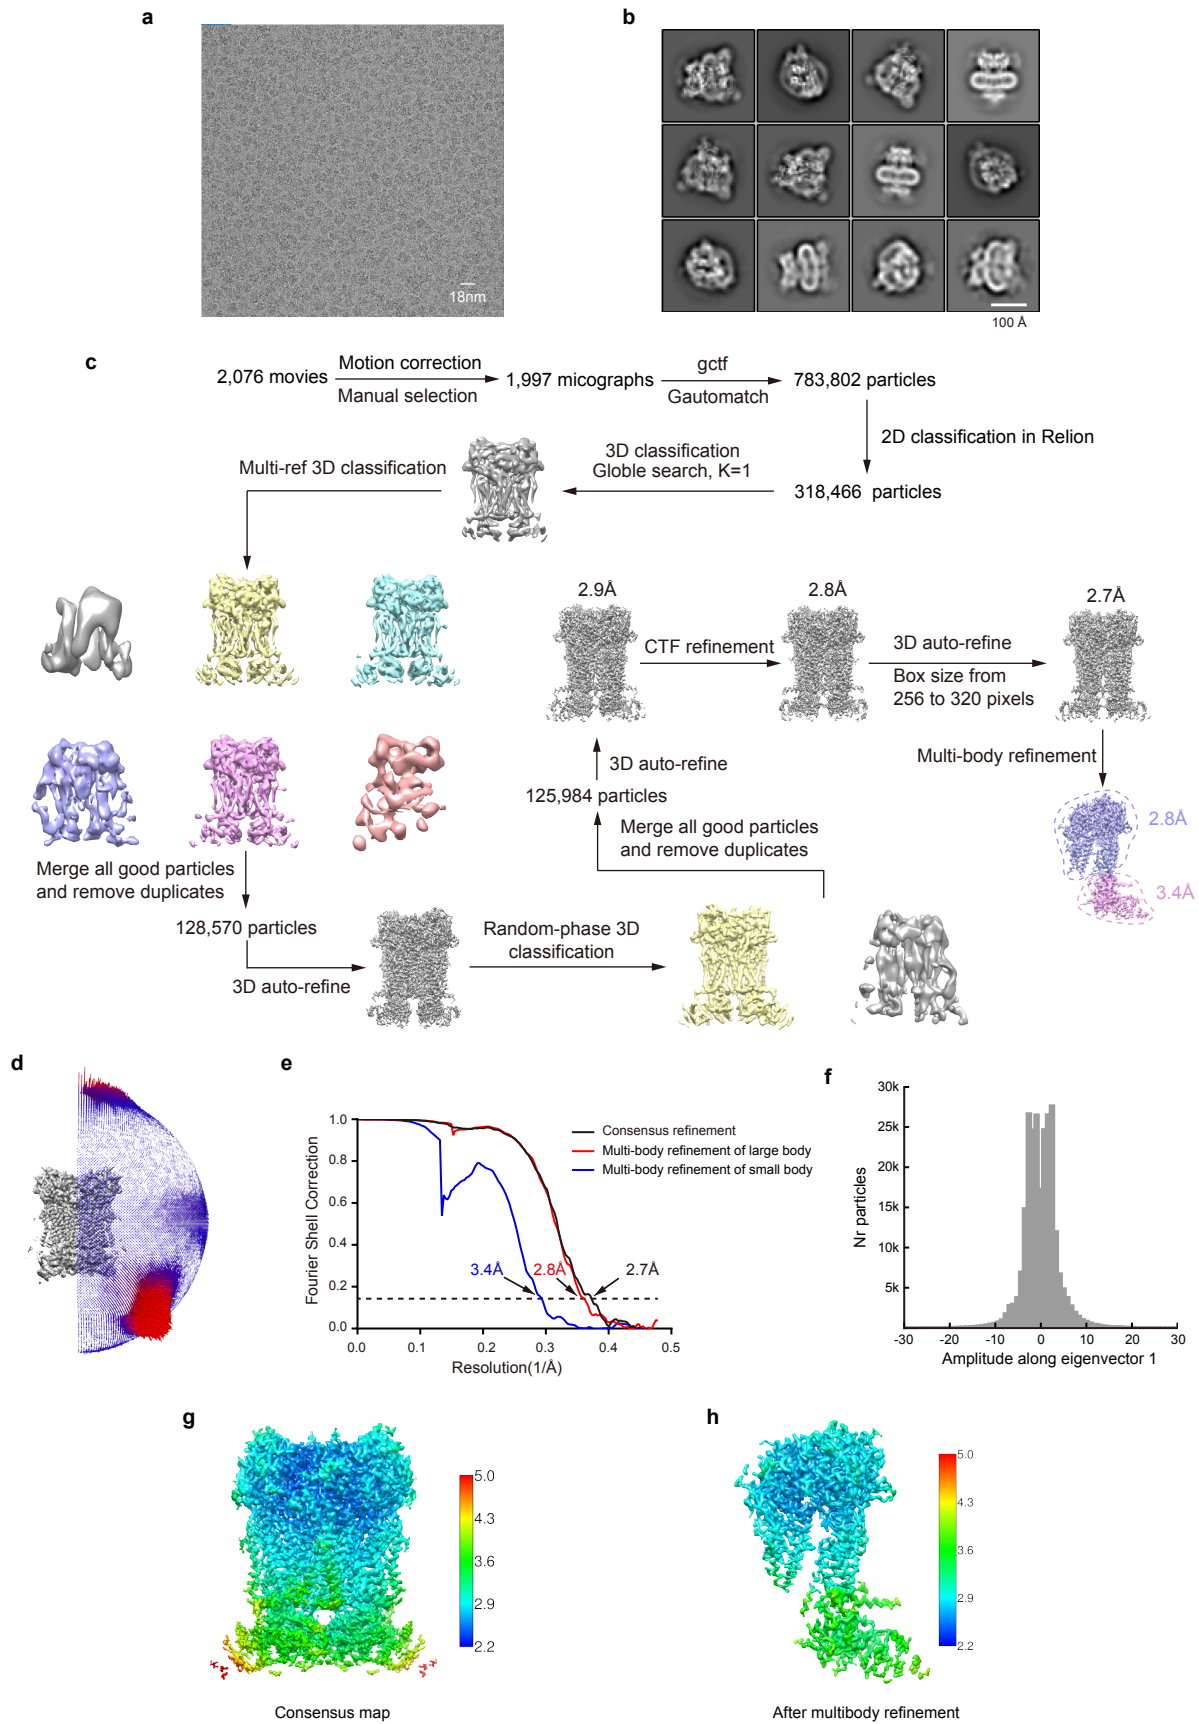 a
18nm
b
100 Å
c
2,076 movies
Motion correction
Manual selection
1,997 micographs
gctf
Gautomatch
783,802 particles
2D classification in Relion
318,466 particles
3D classification
Globle search, K=1
Multi-ref 3D classification
2.9Å
CTF refinement
2.8Å
3D auto-refine
Box size from
256 to 320 pixels
2.7Å
Multi-body refinement
2.8Å
3.4Å
3D auto-refine
125,984 particles
Merge all good particles
and remove duplicates
Merge all good particles
and remove duplicates
128,570 particles
3D auto-refine
Random-phase 3D
classification
d
e
Fourier Shell Correction
1.0
0.8
0.6
0.4
0.2
0.0
0.0
0.1
0.2
0.3
0.4
0.5
Resolution(1/Å)
Consensus refinement
Multi-body refinement of large body
Multi-body refinement of small body
3.4Å
2.8Å
2.7Å
f
Nr particles
30k
25k
20k
15k
10k
5k
-30
-20
-10
0
10
20
30
Amplitude along eigenvector 1
g
5.0
4.3
3.6
2.9
2.2
Consensus map
h
5.0
4.3
3.6
2.9
2.2
After multibody refinement